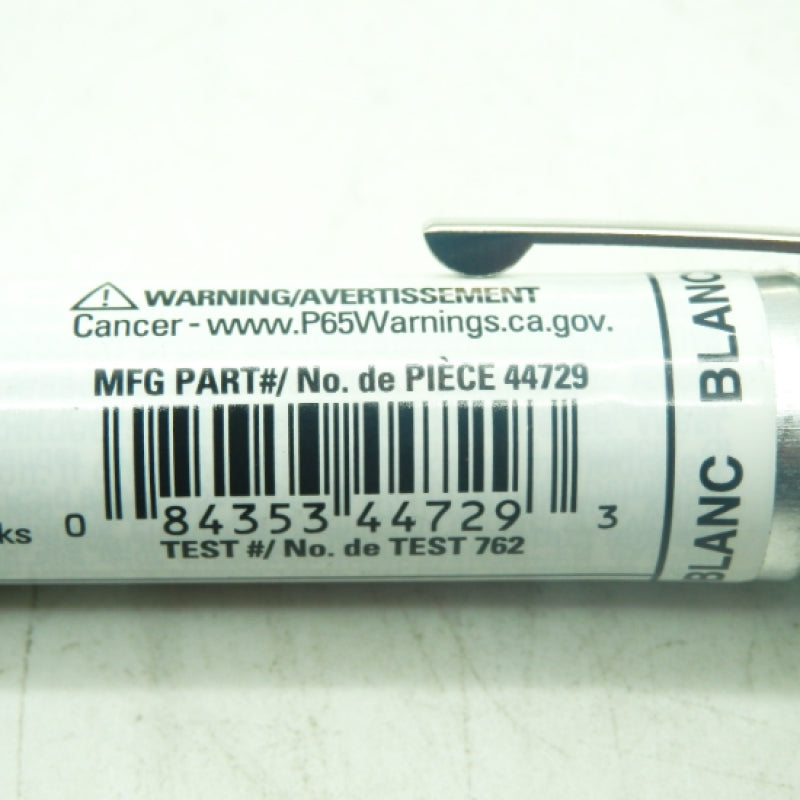 ⚠ WARNING/AVERTISSEMENT
Cancer - www.P65Warnings.ca.gov.
MFG PART#/ No. de PIÈCE 44729
0 84353 44729 3
TEST #/ No. de TEST 762
BLANC BLANC